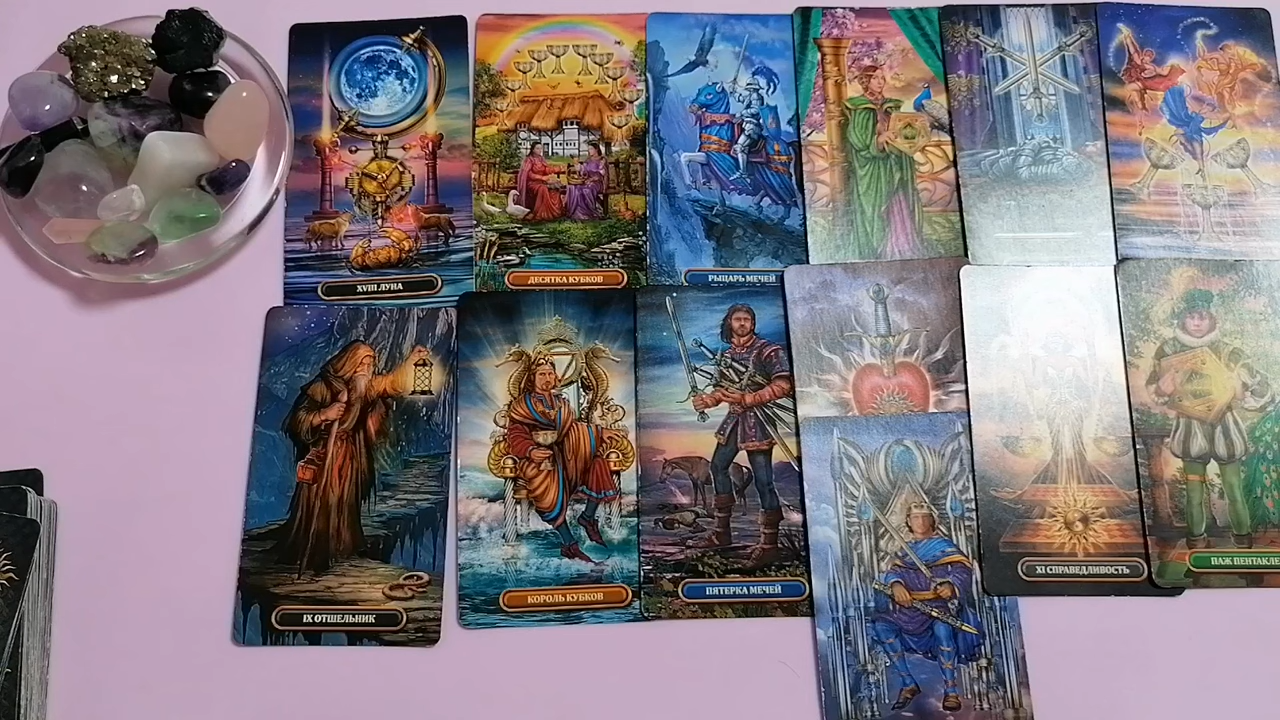 XVIII ЛУНА
ДЕСЯТКА КУБКОВ
РЫЦАРЬ МЕЧЕЙ
IX ОТШЕЛЬНИК
КОРОЛЬ КУБКОВ
ПЯТЕРКА МЕЧЕЙ
XI СПРАВЕДЛИВОСТЬ
ПАЖ ПЕНТАКЛЕ